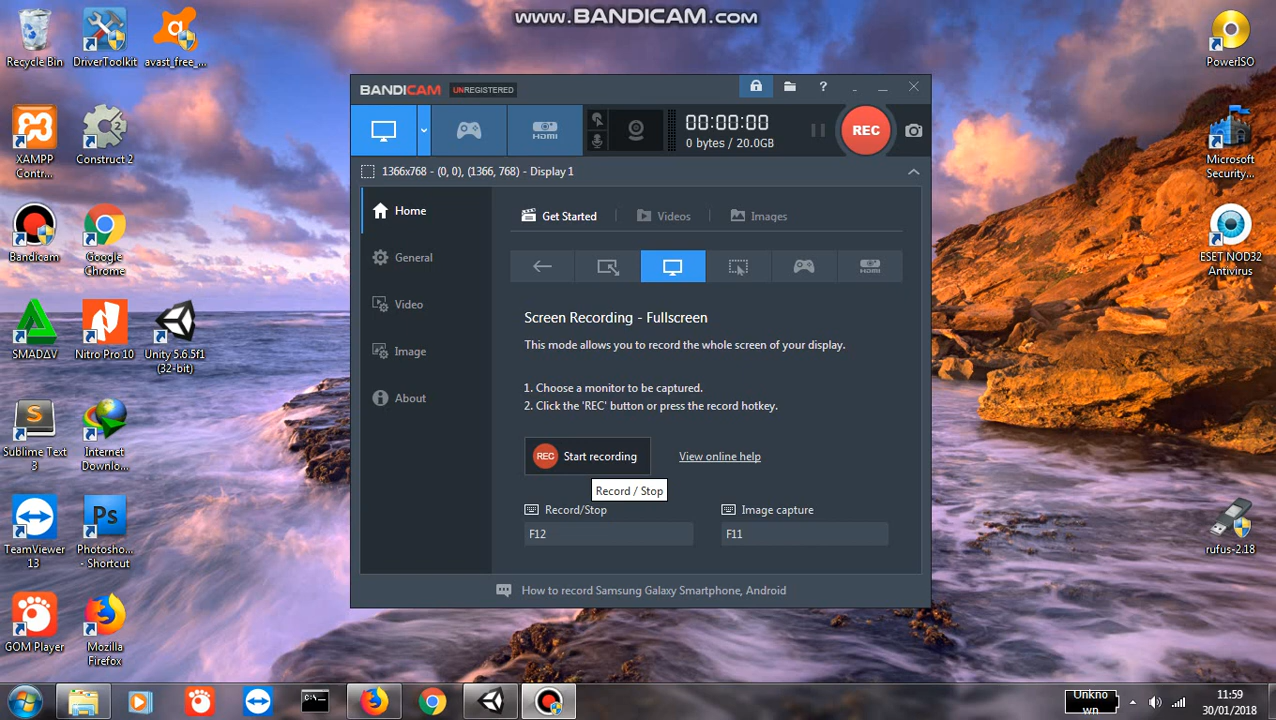 www.BANDICAM.com
Recycle Bin
DriverToolkit
avast_free_...
PowerISO
XAMPP
Contr...
Construct 2
Microsoft
Security...
Bandicam
Google
Chrome
ESET NOD32
Antivirus
SMADΔV
Nitro Pro 10
Unity 5.6.5f1
(32-bit)
Sublime Text
3
Internet
Downlo...
TeamViewer
13
Ps
Photosho...
- Shortcut
rufus-2.18
GOM Player
Mozilla
Firefox
BANDICAM UNREGISTERED
?
HDMI
00:00:00
0 bytes / 20.0GB
REC
1366x768 - (0, 0), (1366, 768) - Display 1
Home
General
Video
Image
About
Get Started
Videos
Images
HDMI
Screen Recording - Fullscreen
This mode allows you to record the whole screen of your display.
1. Choose a monitor to be captured.
2. Click the 'REC' button or press the record hotkey.
REC Start recording
View online help
Record / Stop
Record/Stop
Image capture
F12
F11
How to record Samsung Galaxy Smartphone, Android
C:\_
Unkno
wn
11:59
30/01/2018